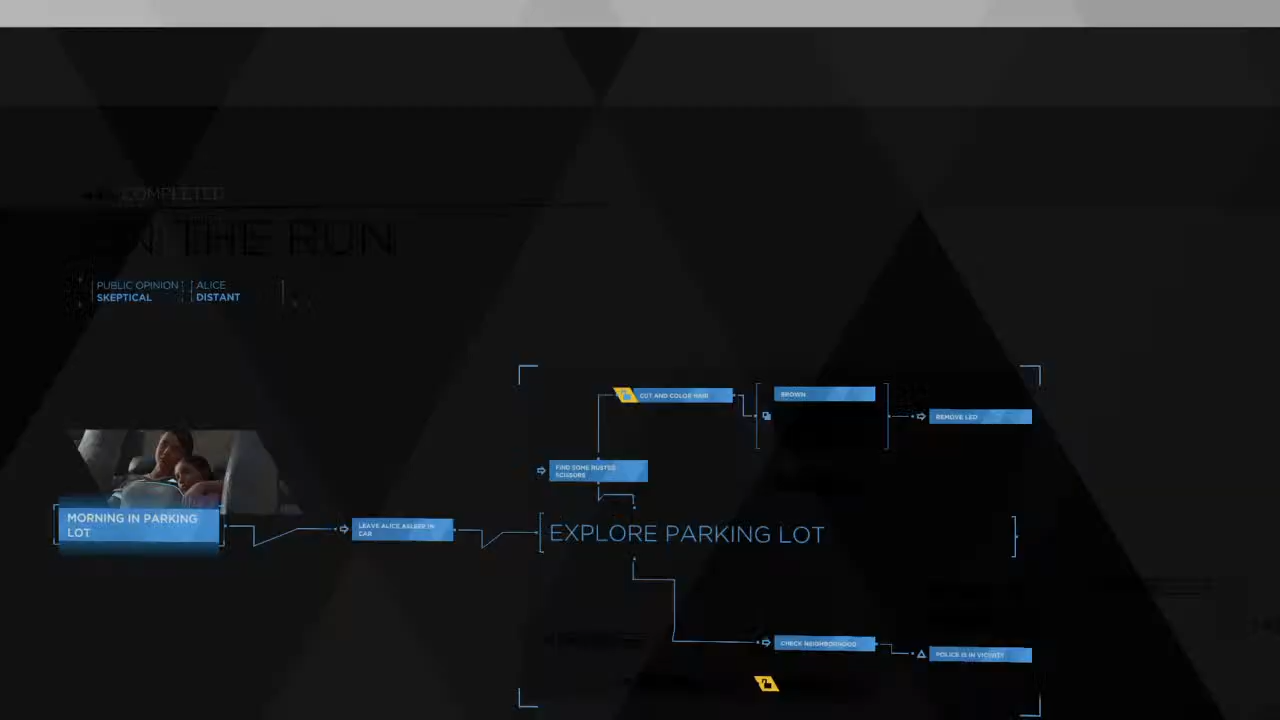 COMPLETED
ON THE RUN
PUBLIC OPINION
SKEPTICAL
ALICE
DISTANT
CUT AND COLOR HAIR
BROWN
REMOVE LED
FIND SOME RUSTED
SCISSORS
MORNING IN PARKING
LOT
LEAVE ALICE ASLEEP IN
CAR
EXPLORE PARKING LOT
CHECK NEIGHBORHOOD
POLICE IS IN VICINITY